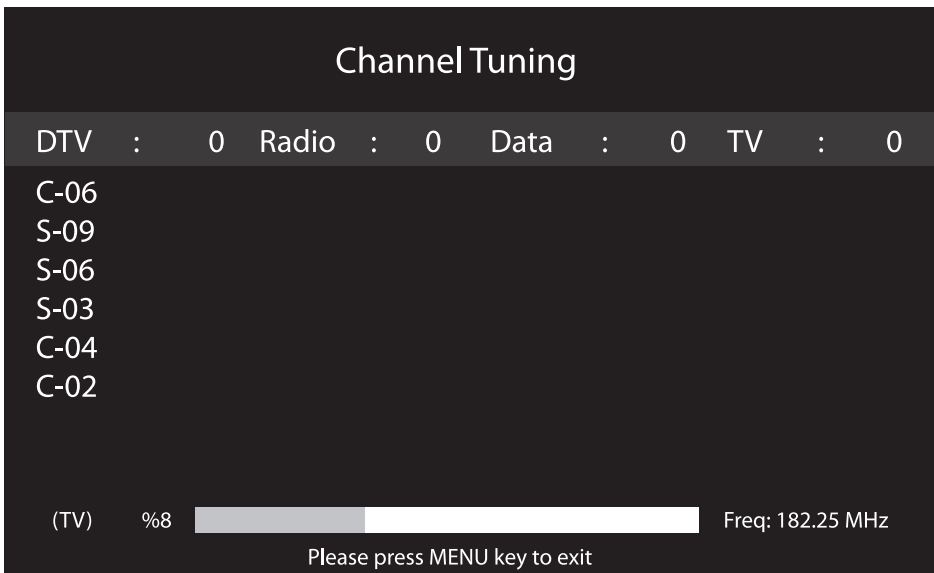 Channel Tuning
DTV : 0 Radio : 0 Data : 0 TV : 0
C-06
S-09
S-06
S-03
C-04
C-02
(TV) %8 Freq: 182.25 MHz
Please press MENU key to exit